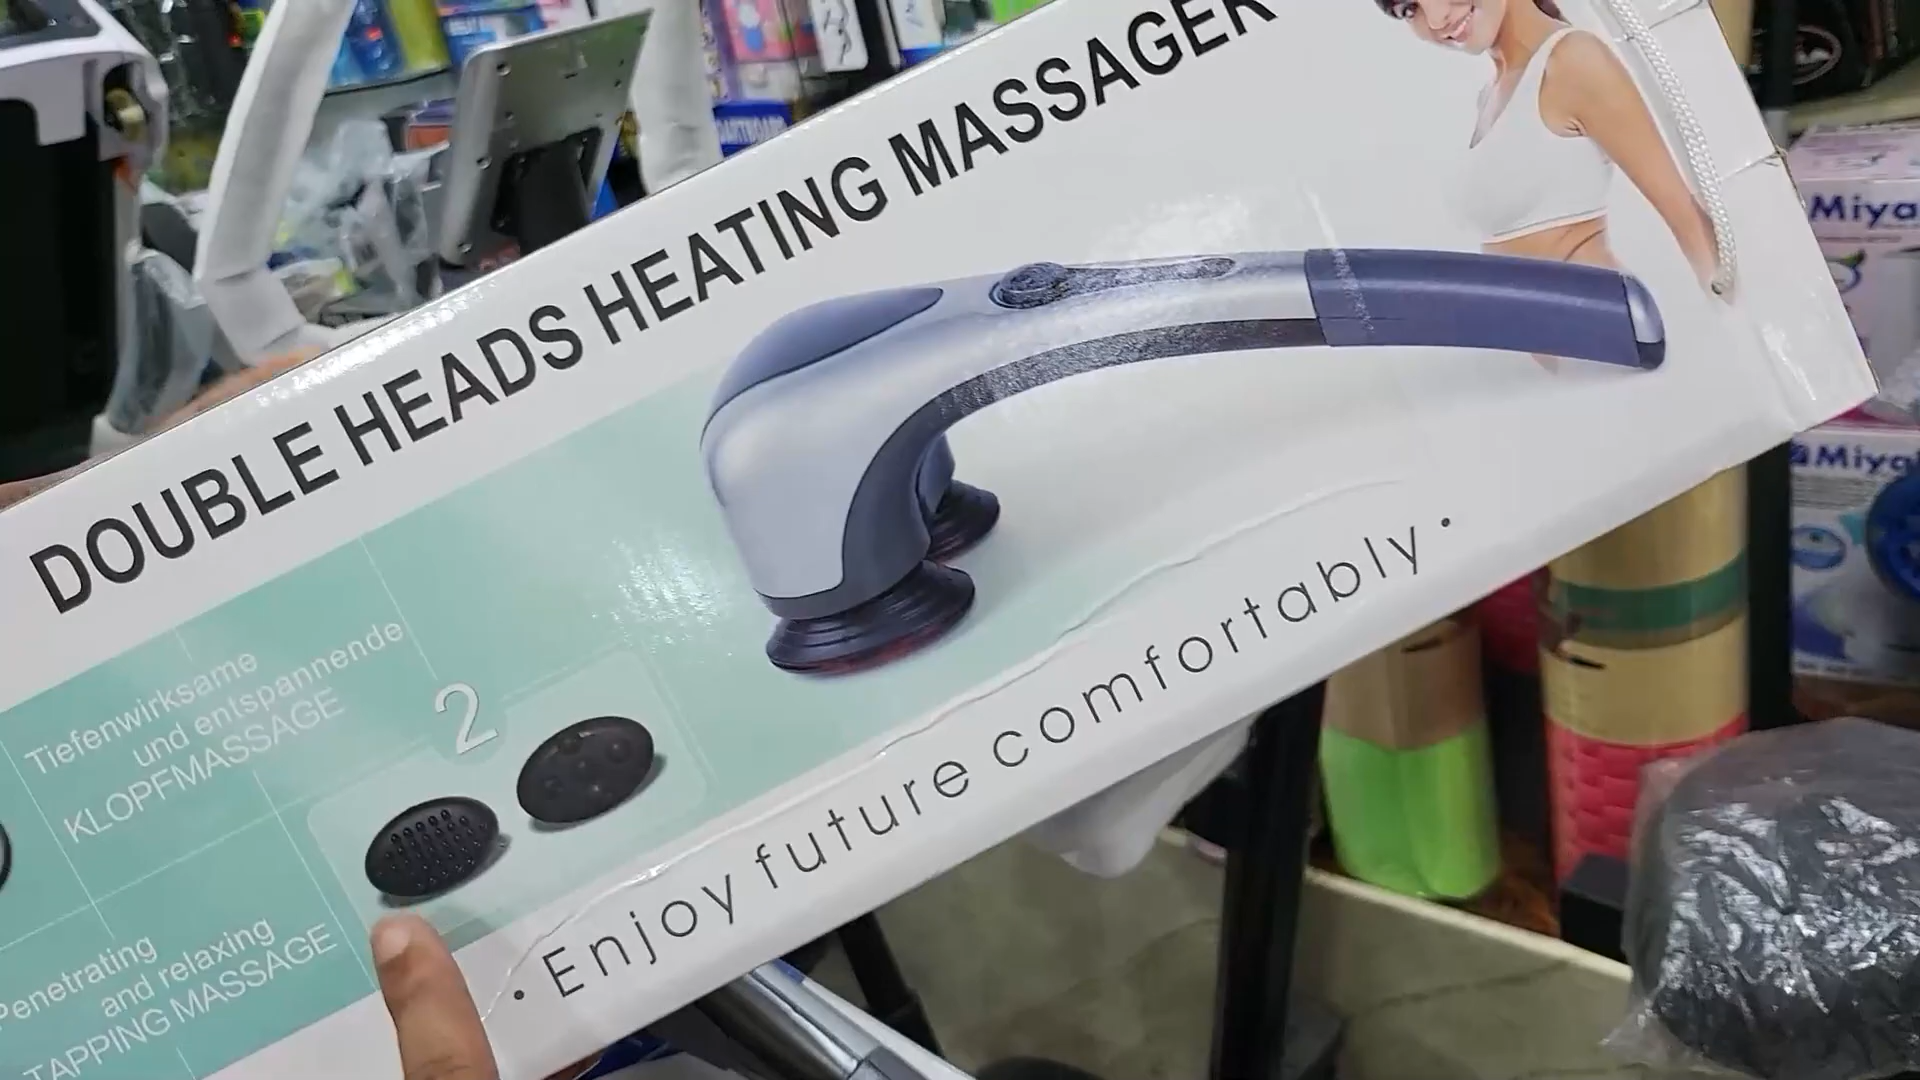 DOUBLE HEADS HEATING MASSAGER
Tiefenwirksame
und entspannende
KLOPFMASSAGE
2
Penetrating
and relaxing
TAPPING MASSAGE
· Enjoy future comfortably ·
DARTBOARD
Miya
Miya